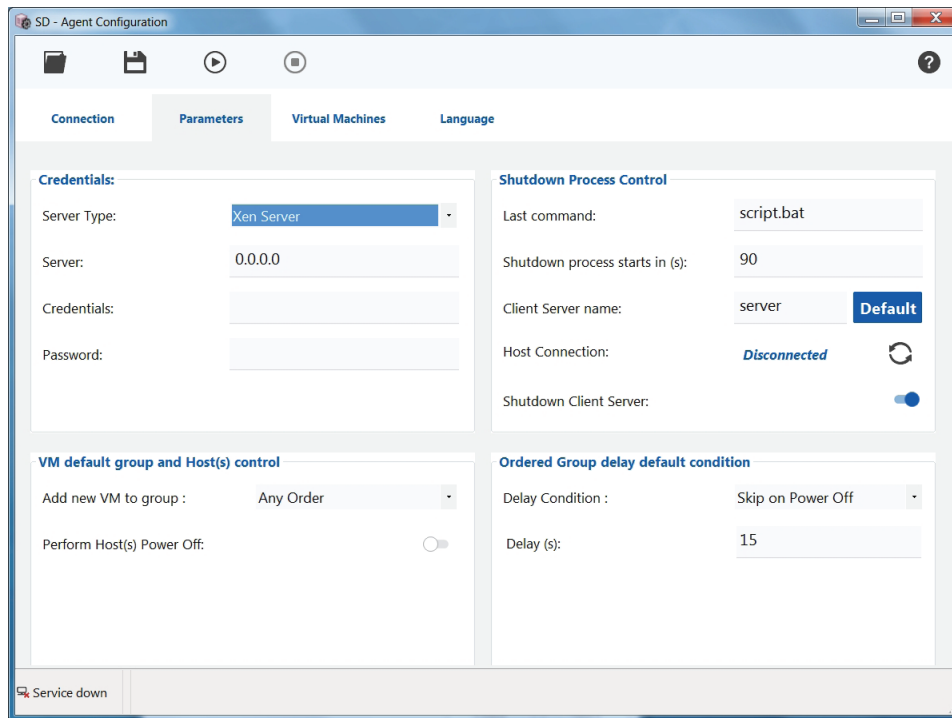 SD - Agent Configuration
?
Connection Parameters Virtual Machines Language
Credentials:
Server Type: Xen Server
Server: 0.0.0.0
Credentials:
Password:
Shutdown Process Control
Last command: script.bat
Shutdown process starts in (s): 90
Client Server name: server Default
Host Connection: Disconnected
Shutdown Client Server:
VM default group and Host(s) control
Add new VM to group : Any Order
Perform Host(s) Power Off:
Ordered Group delay default condition
Delay Condition : Skip on Power Off
Delay (s): 15
Service down